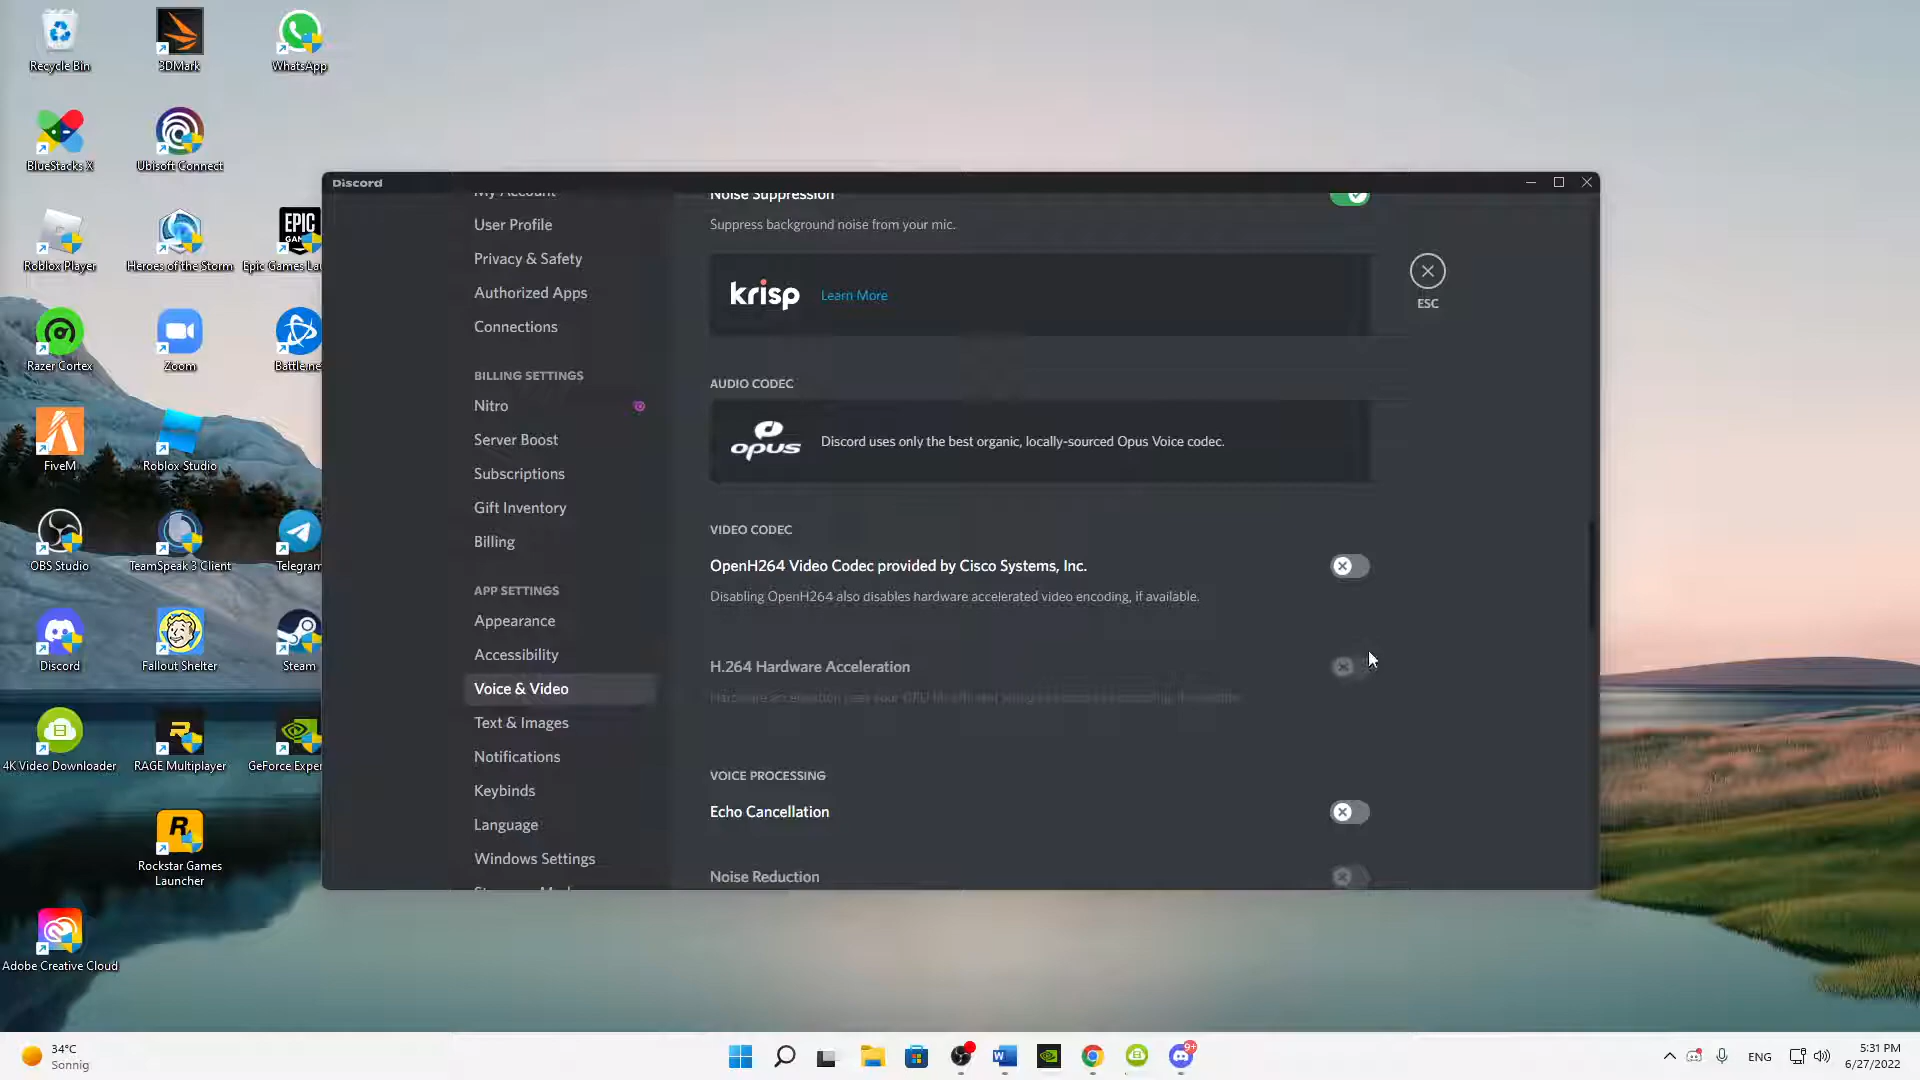 Recycle Bin
3DMark
WhatsApp
BlueStacks X
Ubisoft Connect
Roblox Player
Heroes of the Storm
EPIC
Epic Games Lau
Razer Cortex
Zoom
Battle.net
FiveM
Roblox Studio
OBS Studio
TeamSpeak 3 Client
Telegram
Discord
Fallout Shelter
Steam
4K Video Downloader
RAGE Multiplayer
GeForce Exper
Rockstar Games
Launcher
Adobe Creative Cloud
Discord
My Account
User Profile
Privacy & Safety
Authorized Apps
Connections
BILLING SETTINGS
Nitro
Server Boost
Subscriptions
Gift Inventory
Billing
APP SETTINGS
Appearance
Accessibility
Voice & Video
Text & Images
Notifications
Keybinds
Language
Windows Settings
Noise Suppression
Suppress background noise from your mic.
krisp
Learn More
AUDIO CODEC
opus
Discord uses only the best organic, locally-sourced Opus Voice codec.
VIDEO CODEC
OpenH264 Video Codec provided by Cisco Systems, Inc.
Disabling OpenH264 also disables hardware accelerated video encoding, if available.
H.264 Hardware Acceleration
VOICE PROCESSING
Echo Cancellation
Noise Reduction
ESC
34°C
Sonnig
9+
ENG
5:31 PM
6/27/2022